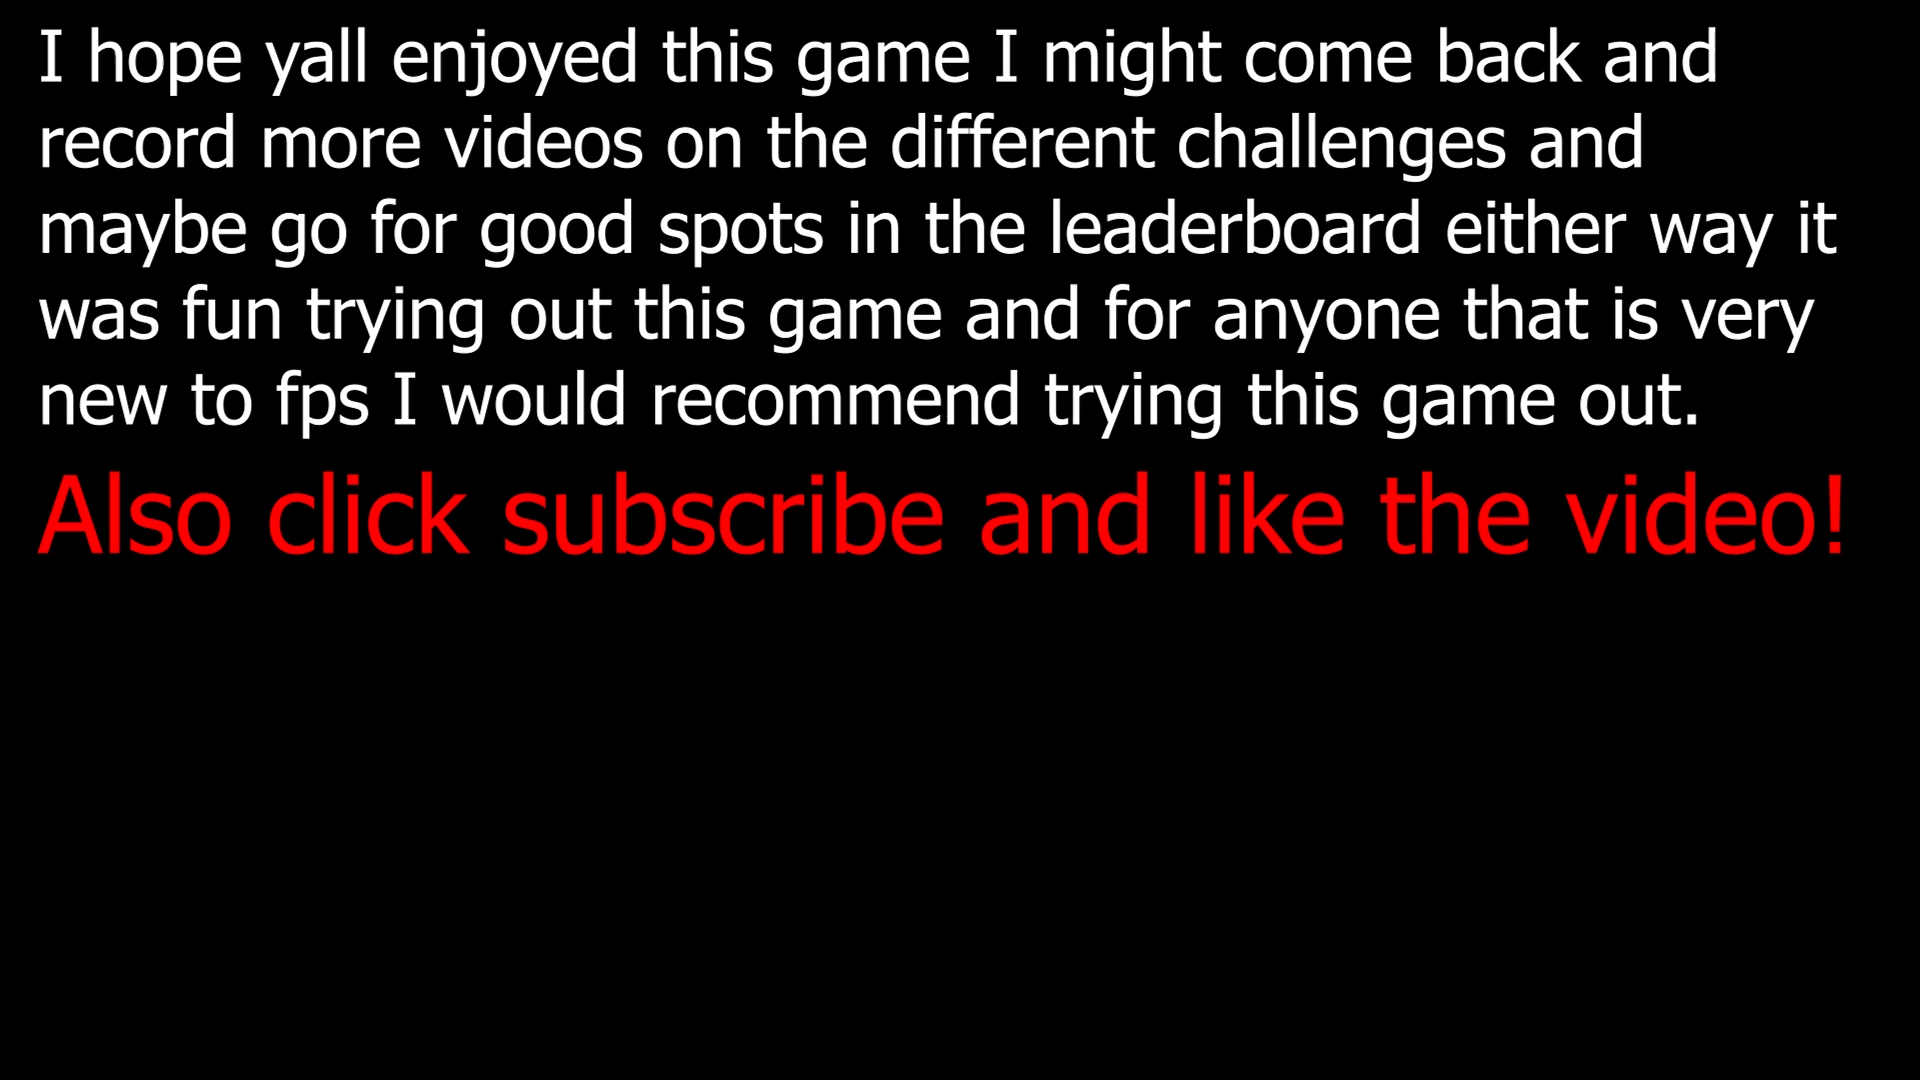 I hope yall enjoyed this game I might come back and
record more videos on the different challenges and
maybe go for good spots in the leaderboard either way it
was fun trying out this game and for anyone that is very
new to fps I would recommend trying this game out.
Also click subscribe and like the video!